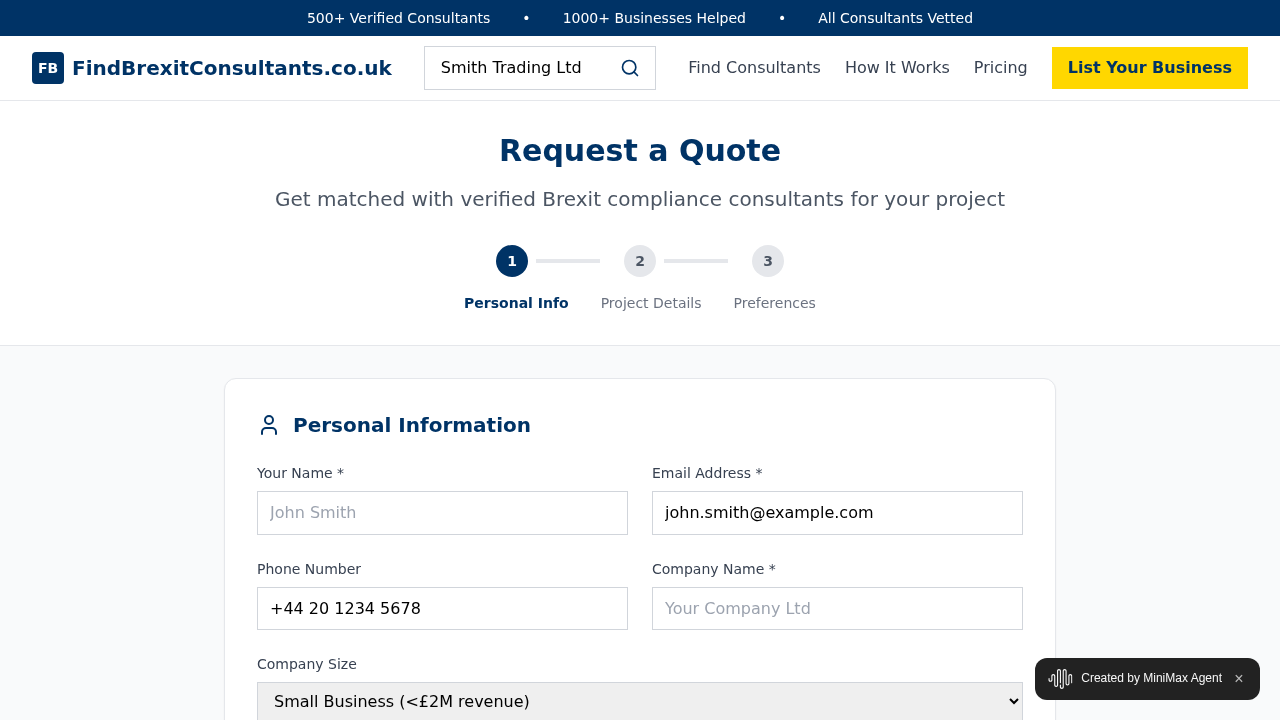 500+ Verified Consultants • 1000+ Businesses Helped • All Consultants Vetted
FB FindBrexitConsultants.co.uk Smith Trading Ltd Find Consultants How It Works Pricing List Your Business
Request a Quote
Get matched with verified Brexit compliance consultants for your project
1 2 3
Personal Info Project Details Preferences
Personal Information
Your Name * Email Address *
John Smith john.smith@example.com
Phone Number Company Name *
+44 20 1234 5678 Your Company Ltd
Company Size
Small Business (<£2M revenue)
Created by MiniMax Agent ×